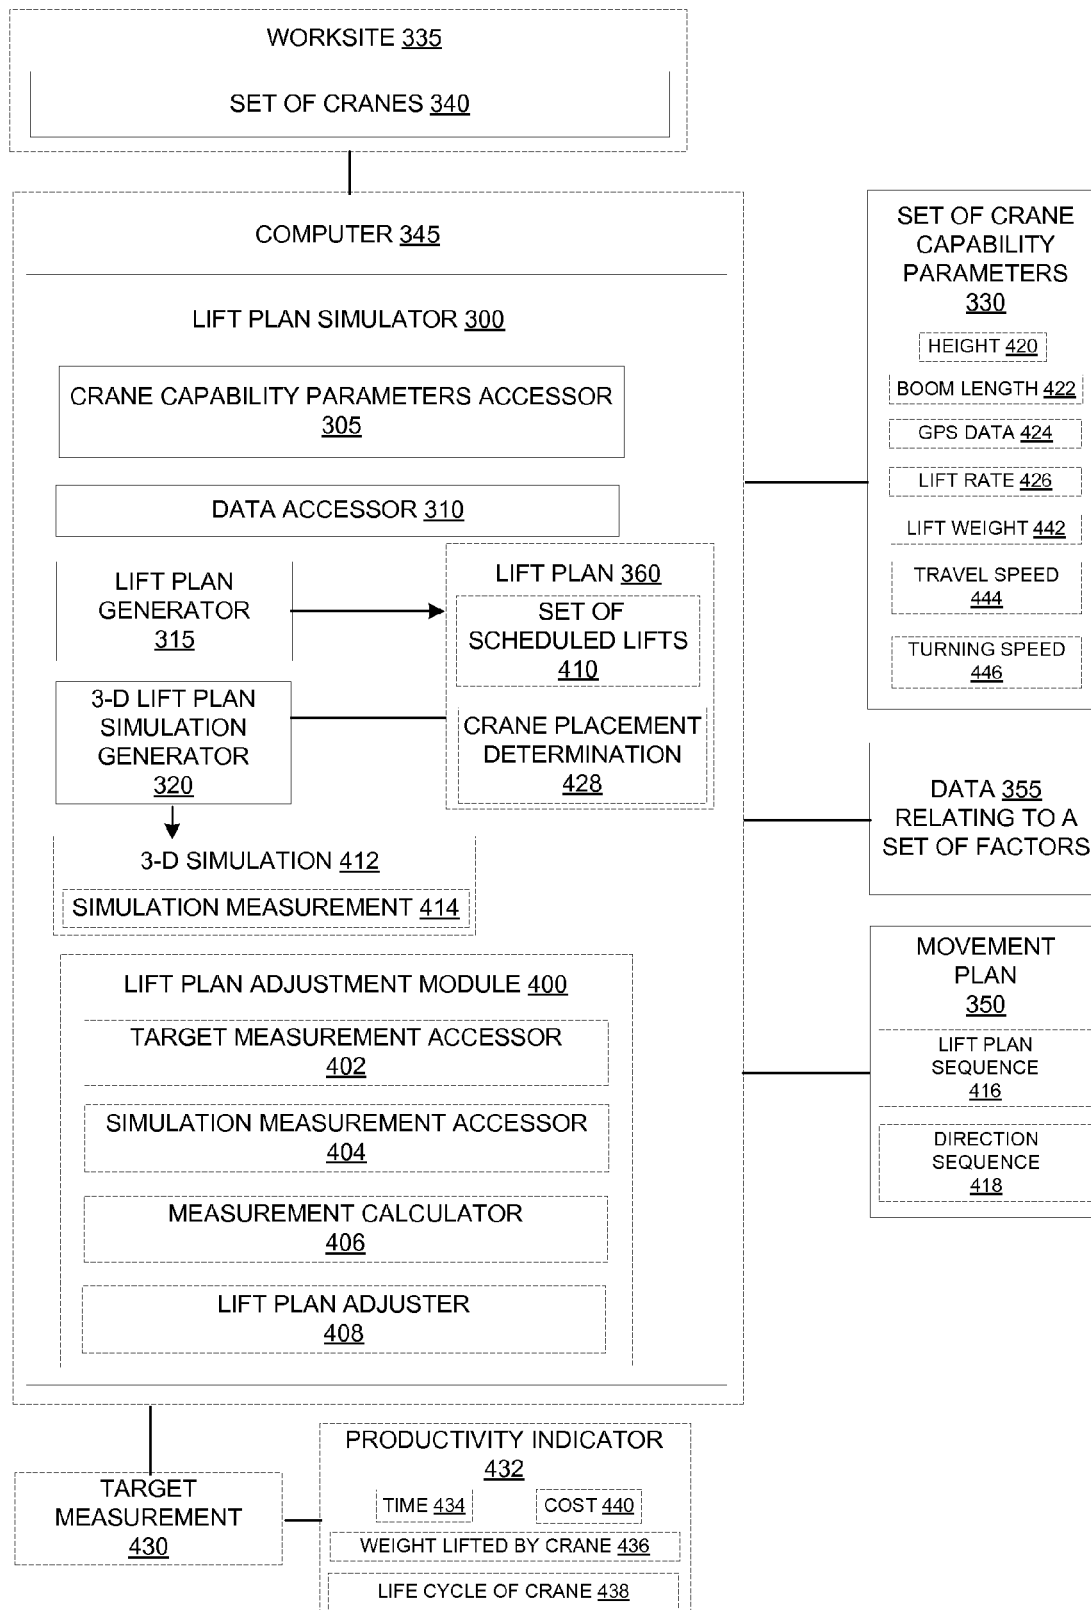 WORKSITE 335
SET OF CRANES 340
COMPUTER 345
LIFT PLAN SIMULATOR 300
CRANE CAPABILITY PARAMETERS ACCESSOR
305
DATA ACCESSOR 310
LIFT PLAN
GENERATOR
315
LIFT PLAN 360
SET OF
SCHEDULED LIFTS
410
CRANE PLACEMENT
DETERMINATION
428
3-D LIFT PLAN
SIMULATION
GENERATOR
320
3-D SIMULATION 412
SIMULATION MEASUREMENT 414
LIFT PLAN ADJUSTMENT MODULE 400
TARGET MEASUREMENT ACCESSOR
402
SIMULATION MEASUREMENT ACCESSOR
404
MEASUREMENT CALCULATOR
406
LIFT PLAN ADJUSTER
408
SET OF CRANE
CAPABILITY
PARAMETERS
330
HEIGHT 420
BOOM LENGTH 422
GPS DATA 424
LIFT RATE 426
LIFT WEIGHT 442
TRAVEL SPEED
444
TURNING SPEED
446
DATA 355
RELATING TO A
SET OF FACTORS
MOVEMENT
PLAN
350
LIFT PLAN
SEQUENCE
416
DIRECTION
SEQUENCE
418
TARGET
MEASUREMENT
430
PRODUCTIVITY INDICATOR
432
TIME 434
COST 440
WEIGHT LIFTED BY CRANE 436
LIFE CYCLE OF CRANE 438